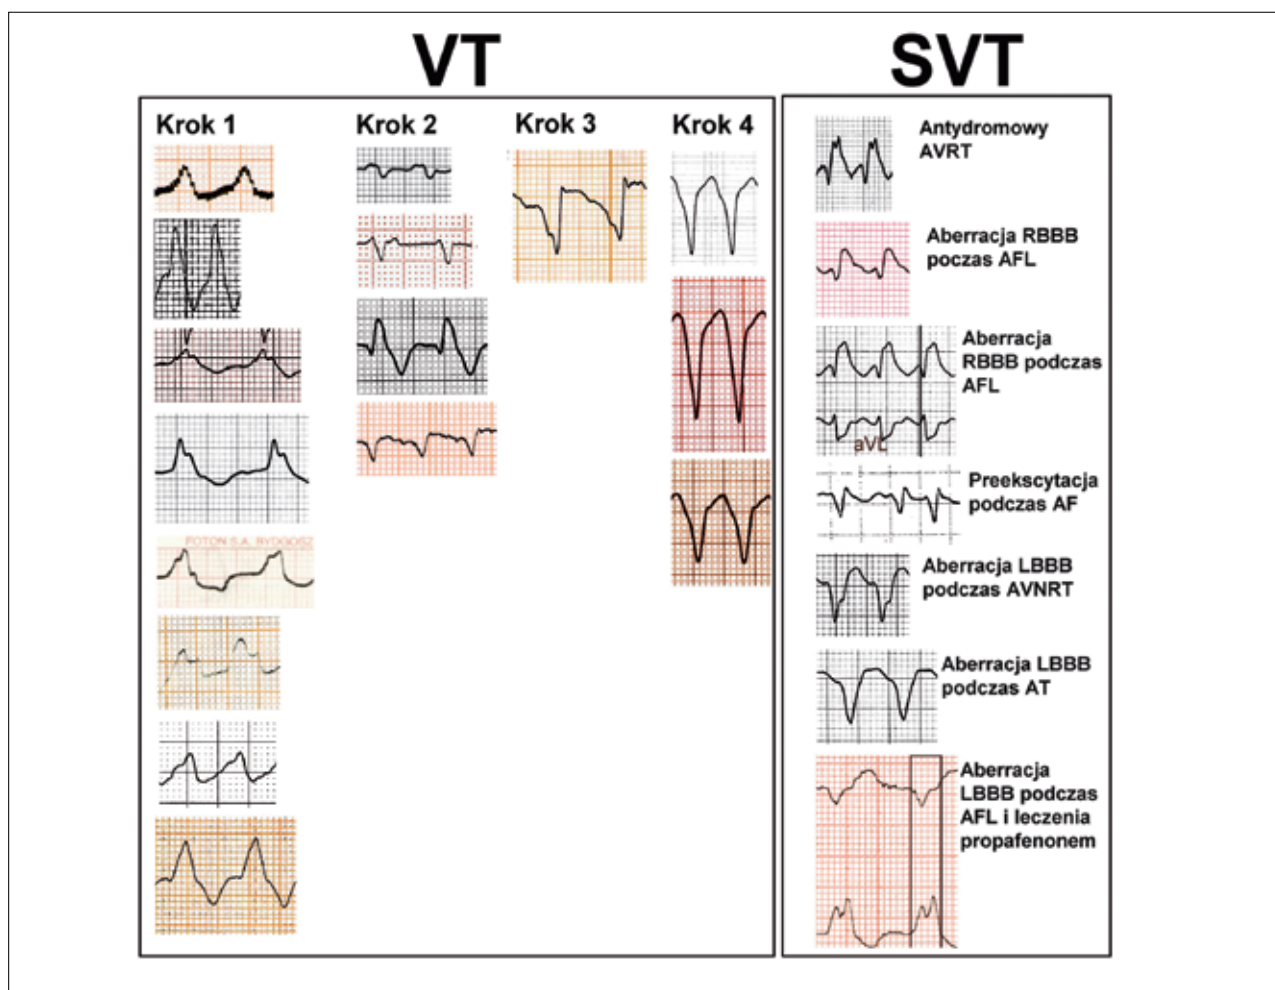 VT
SVT
Krok 1
Krok 2
Krok 3
Krok 4
FOTON S.A. BYDGOSZ
Antydromowy
AVRT
Aberracja RBBB
poczas AFL
Aberracja
RBBB podczas
AFL
aVL
Preekscytacja
podczas AF
Aberracja LBBB
podczas AVNRT
Aberracja LBBB
podczas AT
Aberracja
LBBB podczas
AFL i leczenia
propafenonem